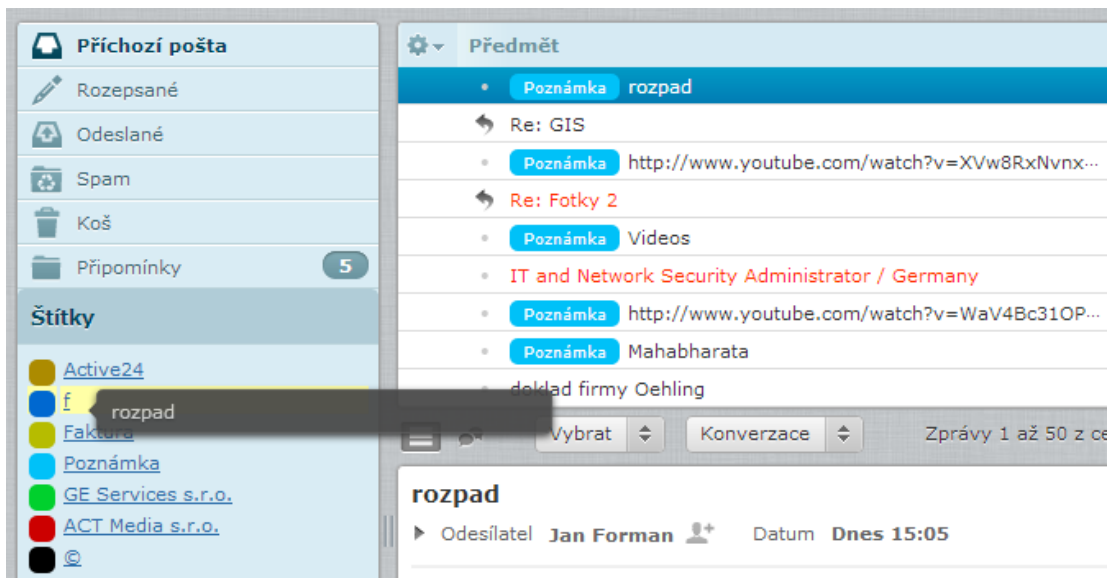 Příchozí pošta
Rozepsané
Odeslané
Spam
Koš
Připomínky 5
Štítky
Active24
f
rozpad
Faktura
Poznámka
GE Services s.r.o.
ACT Media s.r.o.
©
Předmět
Poznámka rozpad
Re: GIS
Poznámka http://www.youtube.com/watch?v=XVw8RxNvnx...
Re: Fotky 2
Poznámka Videos
IT and Network Security Administrator / Germany
Poznámka http://www.youtube.com/watch?v=WaV4Bc31OP...
Poznámka Mahabharata
doklad firmy Oehling
Vybrat Konverzace Zprávy 1 až 50 z ce
rozpad
Odesílatel Jan Forman Datum Dnes 15:05